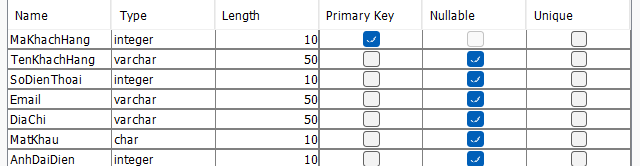 Name Type Length Primary Key Nullable Unique
MaKhachHang integer 10
TenKhachHang varchar 50
SoDienThoai integer 10
Email varchar 50
DiaChi varchar 50
MatKhau char 10
AnhDaiDien integer 10